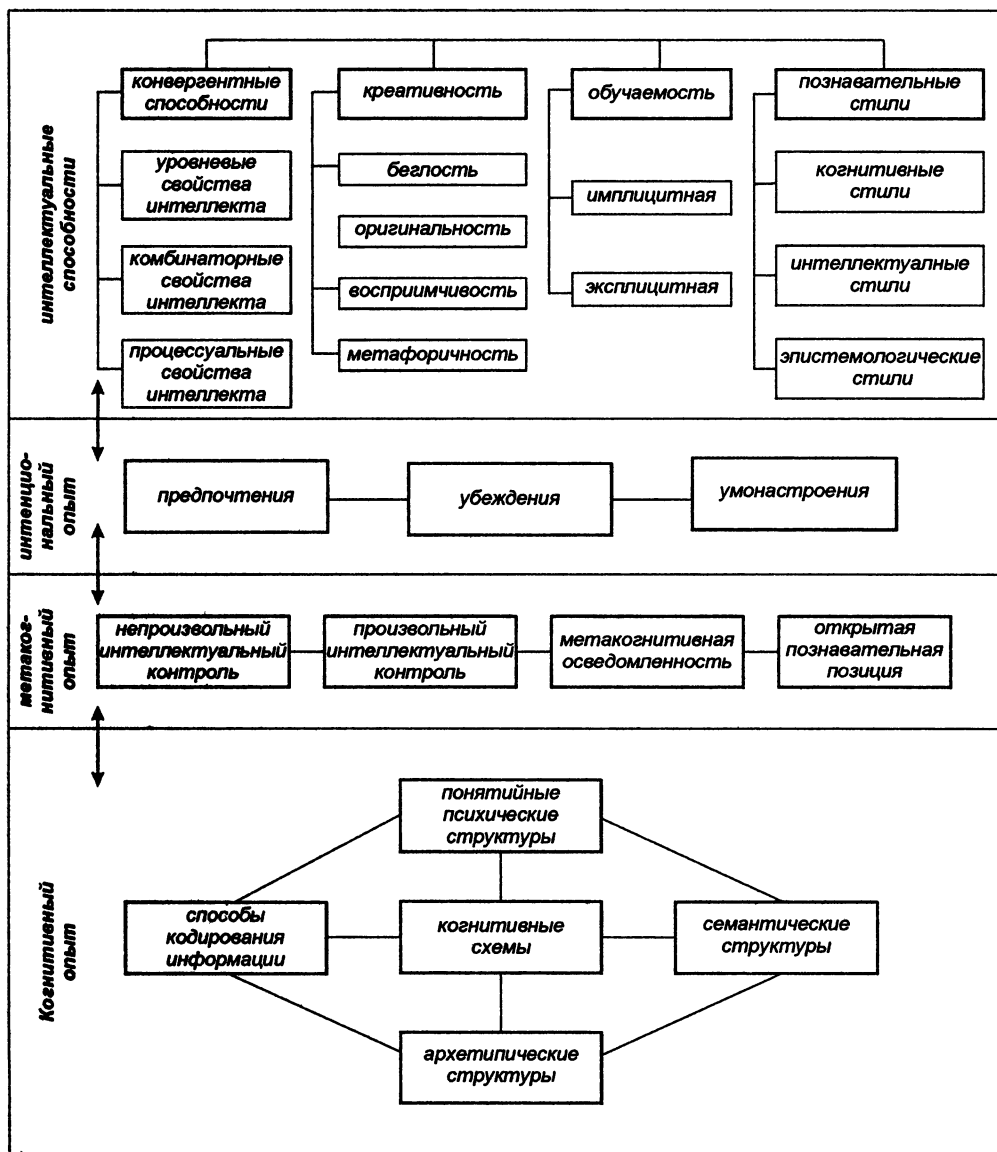 интеллектуальные
способности
конвергентные
способности
уровневые
свойства
интеллекта
комбинаторные
свойства
интеллекта
процессуальные
свойства
интеллекта
креативность
беглость
оригинальность
восприимчивость
метафоричность
обучаемость
имплицитная
эксплицитная
познавательные
стили
когнитивные
стили
интеллектуалные
стили
эпистемологические
стили
интенцио-
нальный
опыт
предпочтения
убеждения
умонастроения
метаког-
нитивный
опыт
непроизвольный
интеллектуальный
контроль
произвольный
интеллектуальный
контроль
метакогнитивная
осведомленность
открытая
познавательная
позиция
Когнитивный
опыт
понятийные
психические
структуры
способы
кодирования
информации
когнитивные
схемы
семантические
структуры
архетипические
структуры